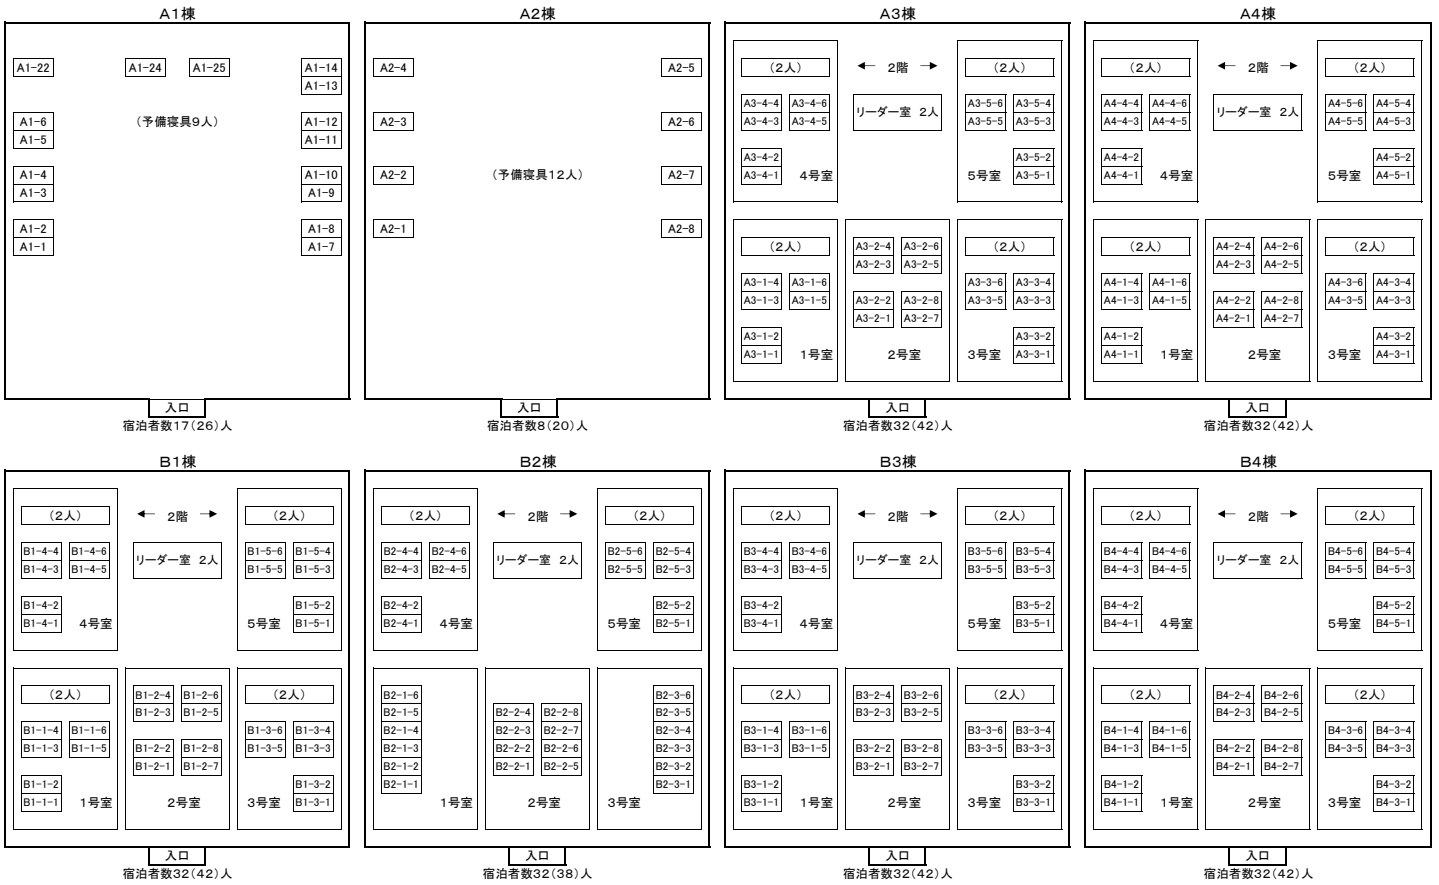 A1棟
A1-22
A1-24
A1-25
A1-14
A1-13
A1-6
A1-5
(予備寝具9人)
A1-12
A1-11
A1-4
A1-3
A1-10
A1-9
A1-2
A1-1
A1-8
A1-7
入口
宿泊者数17(26)人
A2棟
A2-4
A2-5
A2-3
A2-6
A2-2
(予備寝具12人)
A2-7
A2-1
A2-8
入口
宿泊者数8(20)人
A3棟
(2人)
← 2階 →
(2人)
A3-4-4 A3-4-6
A3-4-3 A3-4-5
リーダー室 2人
A3-5-6 A3-5-4
A3-5-5 A3-5-3
A3-4-2
A3-4-1
4号室
5号室
A3-5-2
A3-5-1
(2人)
A3-1-4 A3-1-6
A3-1-3 A3-1-5
A3-1-2
A3-1-1
1号室
A3-2-4 A3-2-6
A3-2-3 A3-2-5
A3-2-2 A3-2-8
A3-2-1 A3-2-7
2号室
(2人)
A3-3-6 A3-3-4
A3-3-5 A3-3-3
A3-3-2
A3-3-1
3号室
入口
宿泊者数32(42)人
A4棟
(2人)
← 2階 →
(2人)
A4-4-4 A4-4-6
A4-4-3 A4-4-5
リーダー室 2人
A4-5-6 A4-5-4
A4-5-5 A4-5-3
A4-4-2
A4-4-1
4号室
5号室
A4-5-2
A4-5-1
(2人)
A4-1-4 A4-1-6
A4-1-3 A4-1-5
A4-1-2
A4-1-1
1号室
A4-2-4 A4-2-6
A4-2-3 A4-2-5
A4-2-2 A4-2-8
A4-2-1 A4-2-7
2号室
(2人)
A4-3-6 A4-3-4
A4-3-5 A4-3-3
A4-3-2
A4-3-1
3号室
入口
宿泊者数32(42)人
B1棟
(2人)
← 2階 →
(2人)
B1-4-4 B1-4-6
B1-4-3 B1-4-5
リーダー室 2人
B1-5-6 B1-5-4
B1-5-5 B1-5-3
B1-4-2
B1-4-1
4号室
5号室
B1-5-2
B1-5-1
(2人)
B1-1-4 B1-1-6
B1-1-3 B1-1-5
B1-1-2
B1-1-1
1号室
B1-2-4 B1-2-6
B1-2-3 B1-2-5
B1-2-2 B1-2-8
B1-2-1 B1-2-7
2号室
(2人)
B1-3-6 B1-3-4
B1-3-5 B1-3-3
B1-3-2
B1-3-1
3号室
入口
宿泊者数32(42)人
B2棟
(2人)
← 2階 →
(2人)
B2-4-4 B2-4-6
B2-4-3 B2-4-5
リーダー室 2人
B2-5-6 B2-5-4
B2-5-5 B2-5-3
B2-4-2
B2-4-1
4号室
5号室
B2-5-2
B2-5-1
B2-1-6
B2-1-5
B2-1-4
B2-1-3
B2-1-2
B2-1-1
1号室
B2-2-4 B2-2-8
B2-2-3 B2-2-7
B2-2-2 B2-2-6
B2-2-1 B2-2-5
2号室
B2-3-6
B2-3-5
B2-3-4
B2-3-3
B2-3-2
B2-3-1
3号室
入口
宿泊者数32(38)人
B3棟
(2人)
← 2階 →
(2人)
B3-4-4 B3-4-6
B3-4-3 B3-4-5
リーダー室 2人
B3-5-6 B3-5-4
B3-5-5 B3-5-3
B3-4-2
B3-4-1
4号室
5号室
B3-5-2
B3-5-1
(2人)
B3-1-4 B3-1-6
B3-1-3 B3-1-5
B3-1-2
B3-1-1
1号室
B3-2-4 B3-2-6
B3-2-3 B3-2-5
B3-2-2 B3-2-8
B3-2-1 B3-2-7
2号室
(2人)
B3-3-6 B3-3-4
B3-3-5 B3-3-3
B3-3-2
B3-3-1
3号室
入口
宿泊者数32(42)人
B4棟
(2人)
← 2階 →
(2人)
B4-4-4 B4-4-6
B4-4-3 B4-4-5
リーダー室 2人
B4-5-6 B4-5-4
B4-5-5 B4-5-3
B4-4-2
B4-4-1
4号室
5号室
B4-5-2
B4-5-1
(2人)
B4-1-4 B4-1-6
B4-1-3 B4-1-5
B4-1-2
B4-1-1
1号室
B4-2-4 B4-2-6
B4-2-3 B4-2-5
B4-2-2 B4-2-8
B4-2-1 B4-2-7
2号室
(2人)
B4-3-6 B4-3-4
B4-3-5 B4-3-3
B4-3-2
B4-3-1
3号室
入口
宿泊者数32(42)人